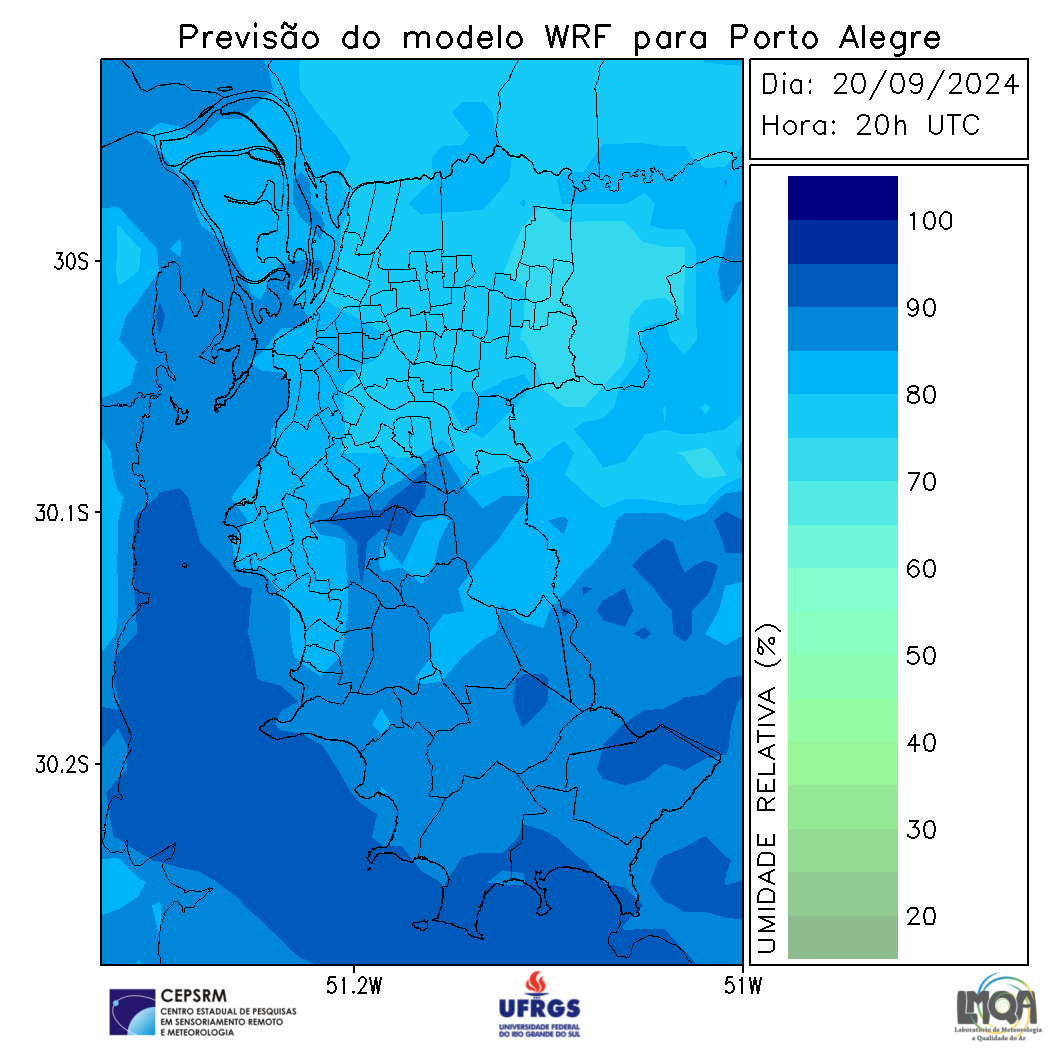 Previsão do modelo WRF para Porto Alegre
Dia: 20/09/2024
Hora: 20h UTC
30S
30.1S
30.2S
51.2W
51W
UMIDADE RELATIVA (%)
100
90
80
70
60
50
40
30
20
CEPSRM
CENTRO ESTADUAL DE PESQUISAS
EM SENSORIAMENTO REMOTO
E METEOROLOGIA
UFRGS
UNIVERSIDADE FEDERAL
DO RIO GRANDE DO SUL
LMQA
Laboratório de Meteorologia
e Qualidade do Ar